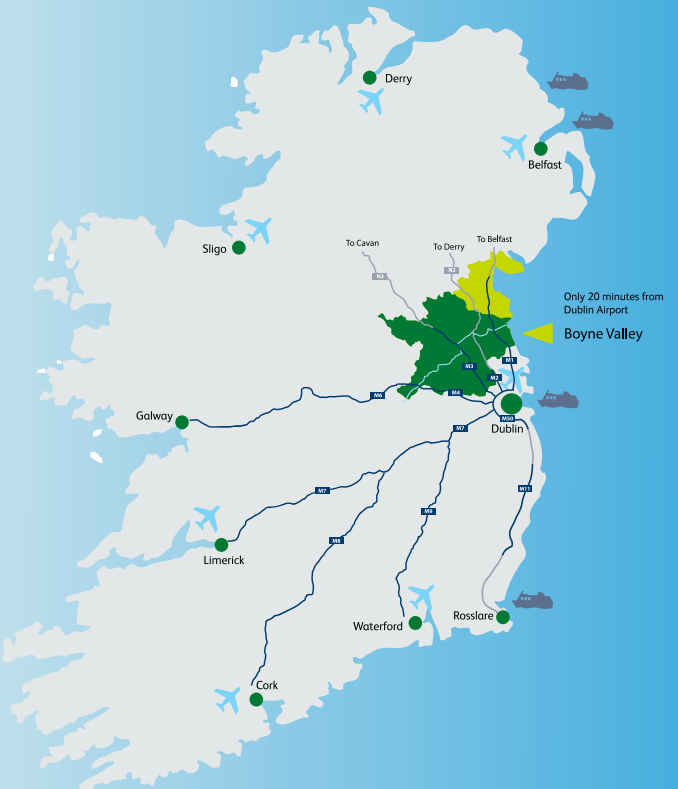 Derry
Belfast
Sligo
To Cavan
To Derry
To Belfast
N3
N2
Only 20 minutes from
Dublin Airport
Boyne Valley
M1
M3
M2
M6
M4
Galway
M50
Dublin
M7
M7
M11
M9
M8
Limerick
Waterford
Rosslare
Cork